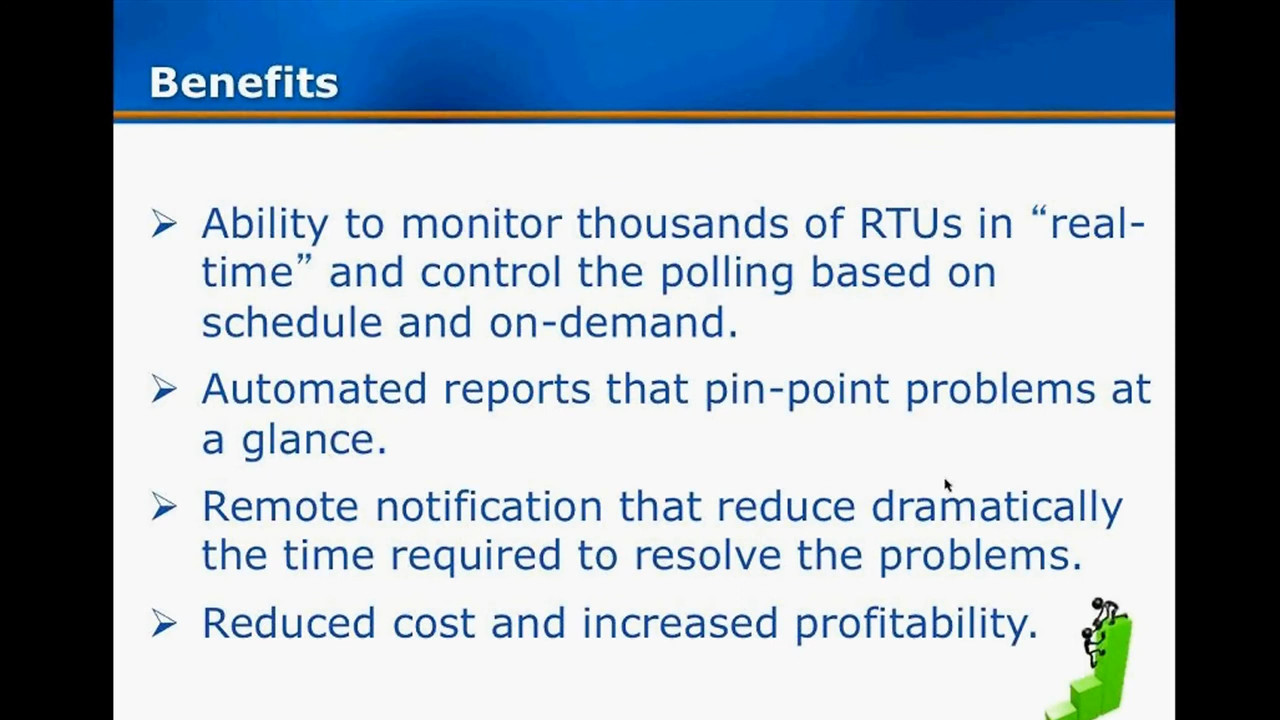 Benefits
Ability to monitor thousands of RTUs in “real-
time” and control the polling based on
schedule and on-demand.
Automated reports that pin-point problems at
a glance.
Remote notification that reduce dramatically
the time required to resolve the problems.
Reduced cost and increased profitability.